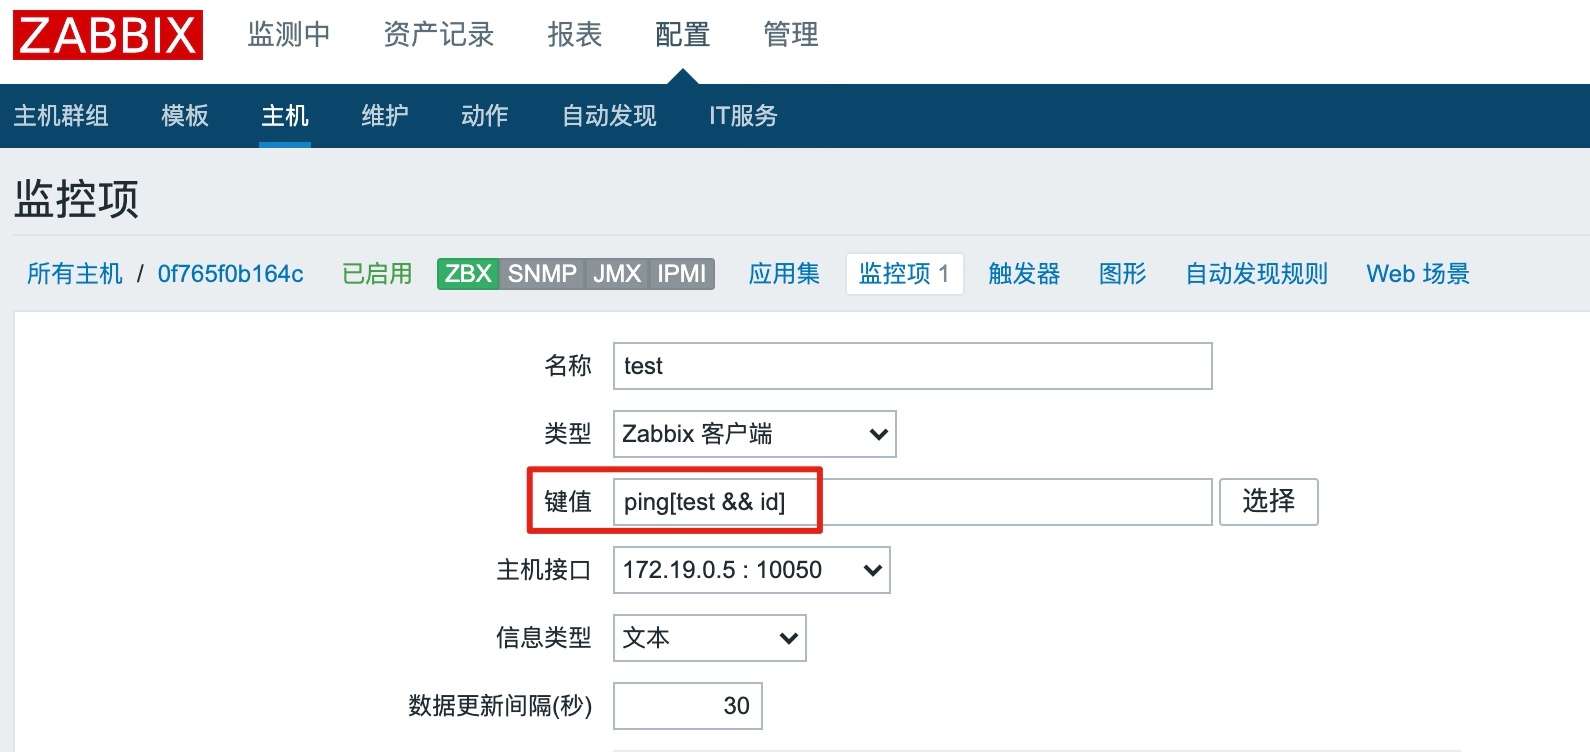 ZABBIX 监测中 资产记录 报表 配置 管理
主机群组 模板 主机 维护 动作 自动发现 IT服务
监控项
所有主机 / 0f765f0b164c 已启用 ZBX SNMP JMX IPMI 应用集 监控项 1 触发器 图形 自动发现规则 Web 场景
名称 test
类型 Zabbix 客户端
键值 ping[test && id] 选择
主机接口 172.19.0.5 : 10050
信息类型 文本
数据更新间隔(秒) 30